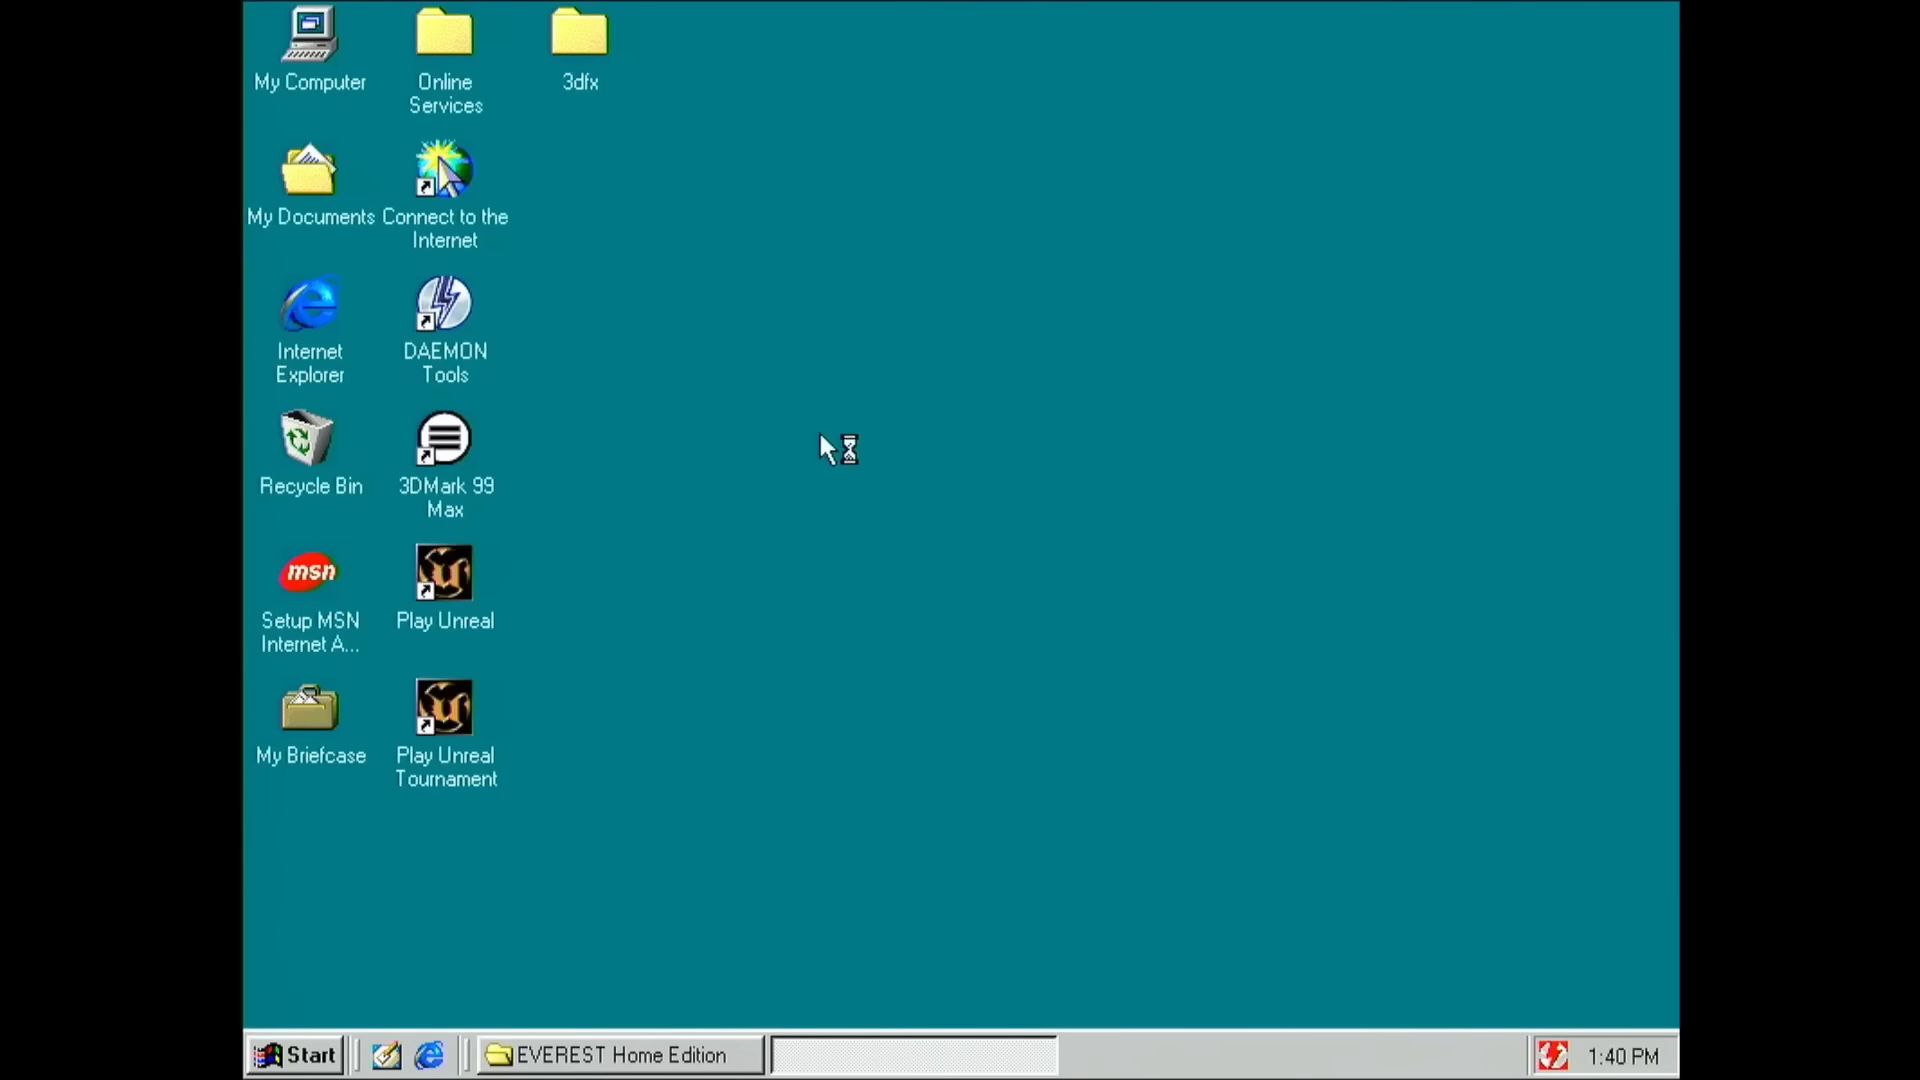 My Computer
Online
Services
3dfx
My Documents
Connect to the
Internet
Internet
Explorer
DAEMON
Tools
Recycle Bin
3DMark 99
Max
msn
Setup MSN
Internet A...
Play Unreal
My Briefcase
Play Unreal
Tournament
Start
EVEREST Home Edition
1:40 PM